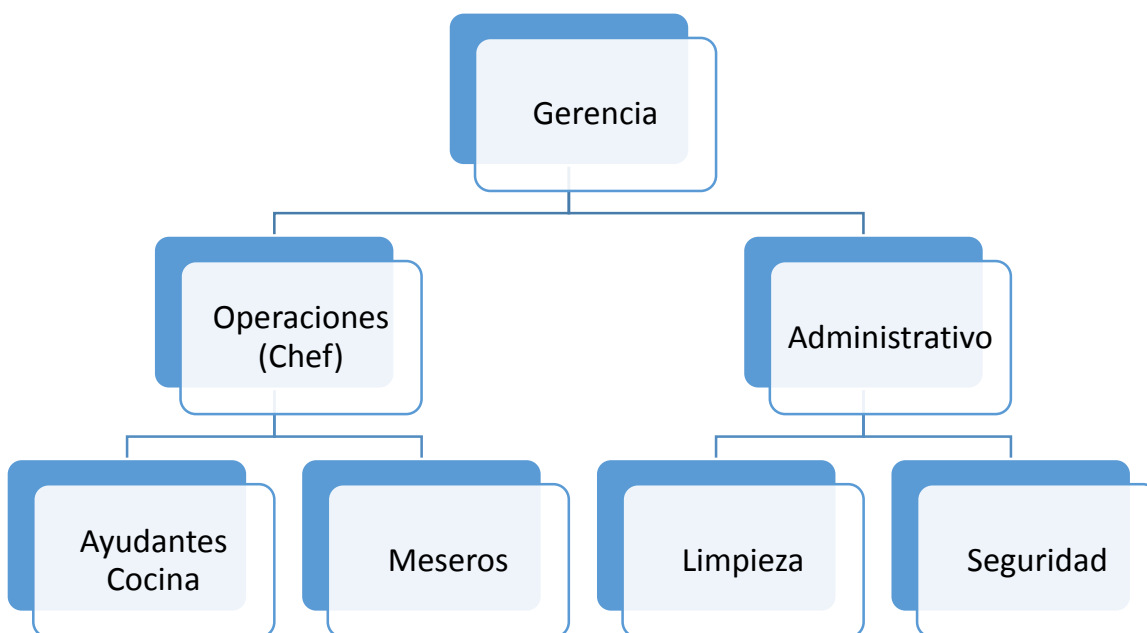 Gerencia
Operaciones
(Chef)
Administrativo
Ayudantes
Cocina
Meseros
Limpieza
Seguridad